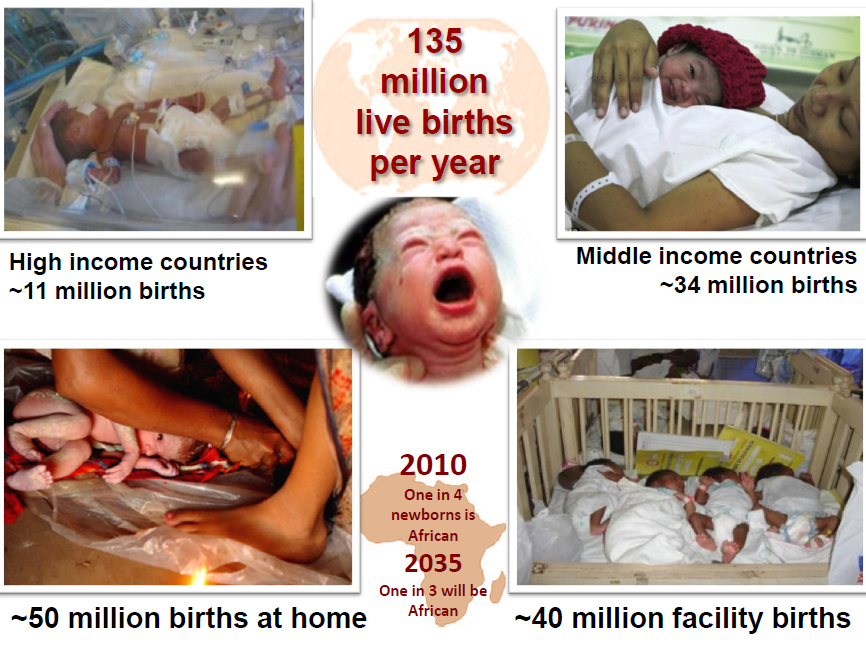 135
million
live births
per year
High income countries
~11 million births
Middle income countries
~34 million births
2010
One in 4
newborns is
African
2035
One in 3 will be
African
~50 million births at home
~40 million facility births